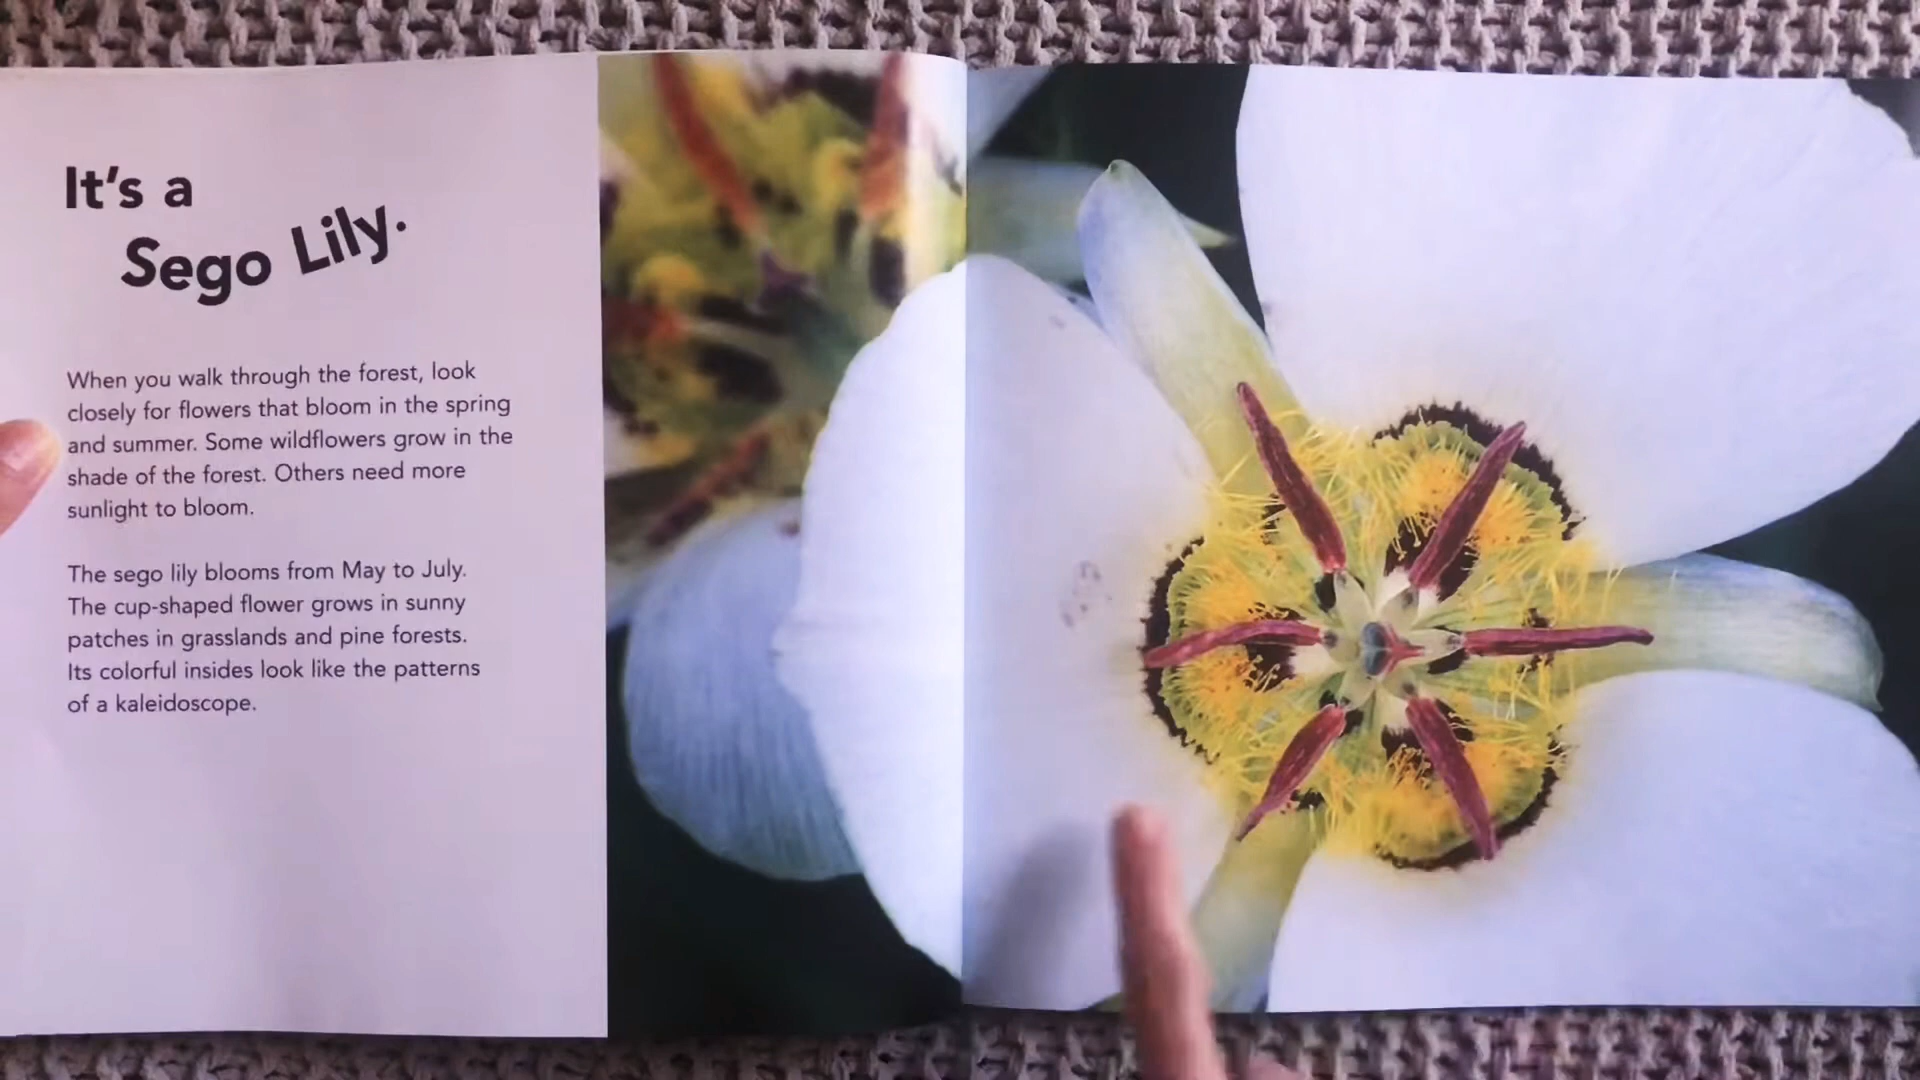 It's a
Sego Lily.
When you walk through the forest, look
closely for flowers that bloom in the spring
and summer. Some wildflowers grow in the
shade of the forest. Others need more
sunlight to bloom.
The sego lily blooms from May to July.
The cup-shaped flower grows in sunny
patches in grasslands and pine forests.
Its colorful insides look like the patterns
of a kaleidoscope.